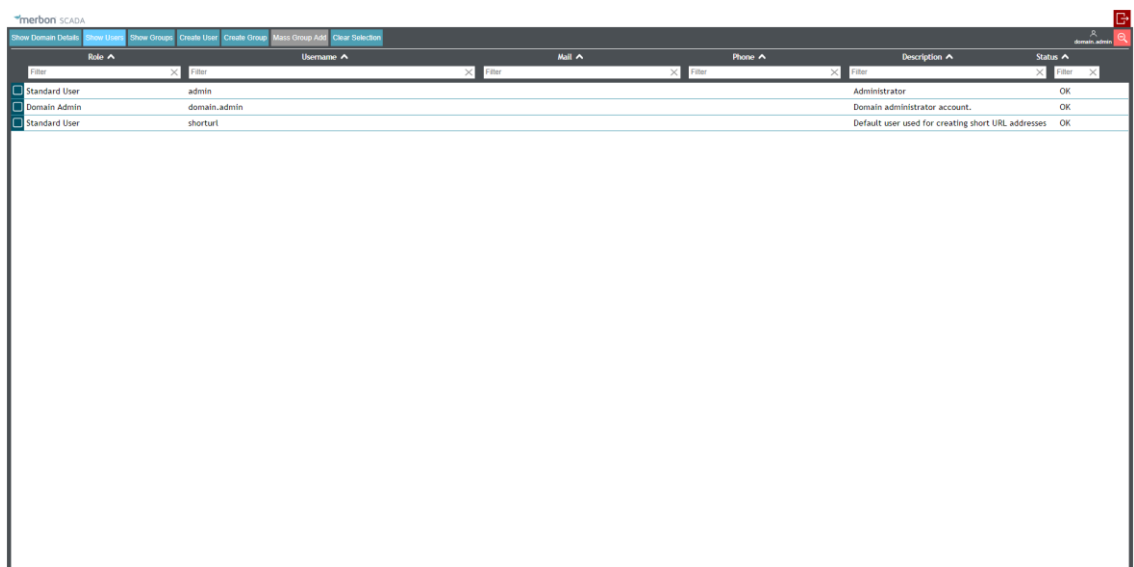 merbon SCADA
Show Domain Details Show Users Show Groups Create User Create Group Mass Group Add Clear Selection
domain.admin
Role Username Mail Phone Description Status
Filter Filter Filter Filter Filter Filter
Standard User admin Administrator OK
Domain Admin domain.admin Domain administrator account. OK
Standard User shorturl Default user used for creating short URL addresses OK